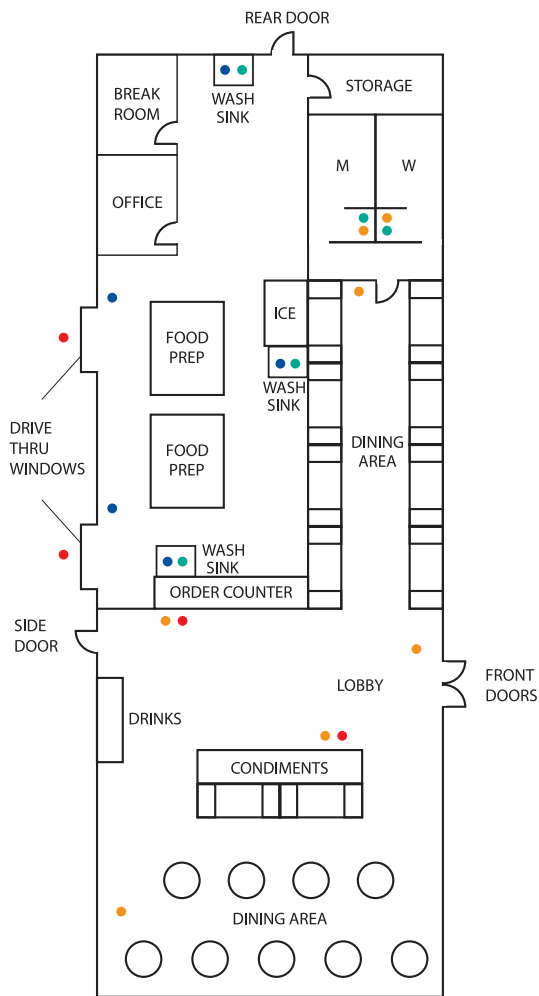 REAR DOOR
BREAK
ROOM
WASH
SINK
STORAGE
M
W
OFFICE
ICE
FOOD
PREP
WASH
SINK
DRIVE
THRU
WINDOWS
FOOD
PREP
DINING
AREA
WASH
SINK
ORDER COUNTER
SIDE
DOOR
LOBBY
FRONT
DOORS
DRINKS
CONDIMENTS
DINING AREA